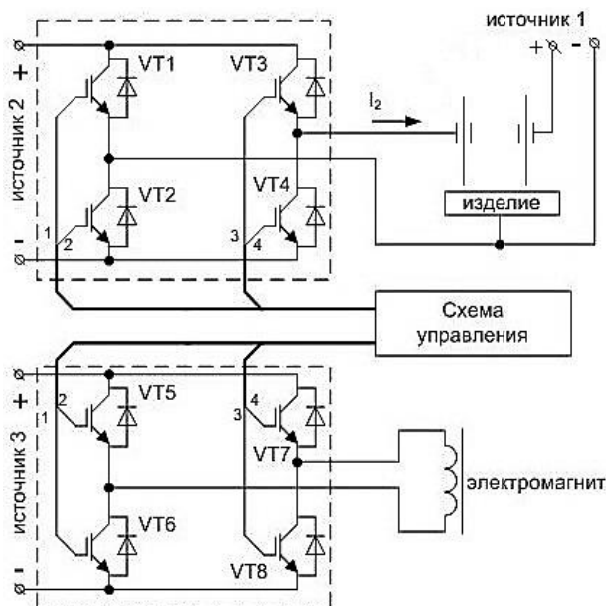 источник 1
+ -
VT1
VT3
+
I2
источник 2
VT2
VT4
изделие
1
2
3
4
-
Схема
управления
+
2
4
VT5
1
3
VT7
источник 3
электромагнит
VT6
VT8
-